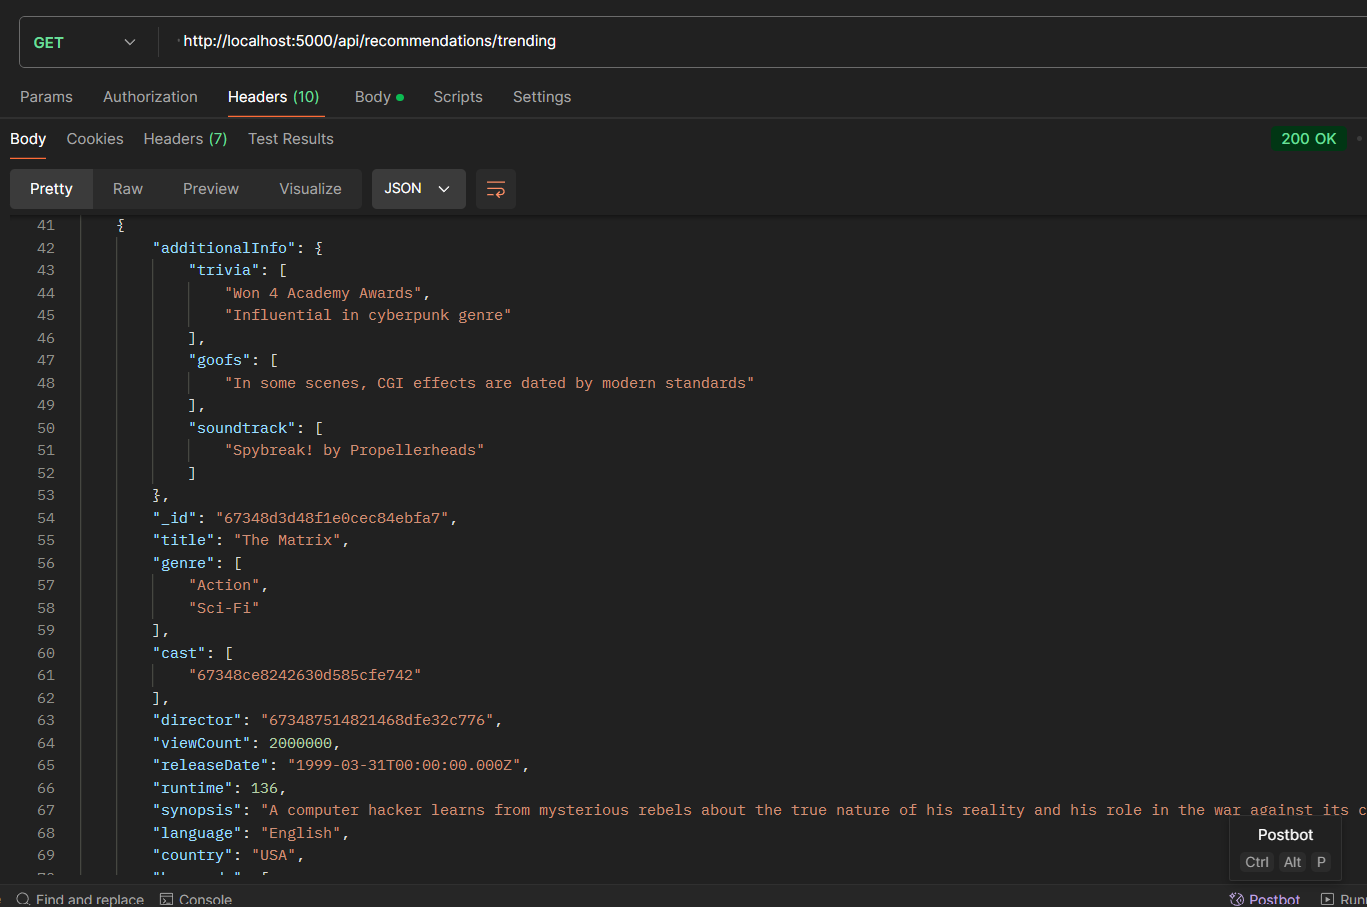 GET http://localhost:5000/api/recommendations/trending
Params Authorization Headers (10) Body Scripts Settings
Body Cookies Headers (7) Test Results 200 OK
Pretty Raw Preview Visualize JSON
41 {
42 "additionalInfo": {
43 "trivia": [
44 "Won 4 Academy Awards",
45 "Influential in cyberpunk genre"
46 ],
47 "goofs": [
48 "In some scenes, CGI effects are dated by modern standards"
49 ],
50 "soundtrack": [
51 "Spybreak! by Propellerheads"
52 ]
53 },
54 "_id": "67348d3d48f1e0cec84ebfa7",
55 "title": "The Matrix",
56 "genre": [
57 "Action",
58 "Sci-Fi"
59 ],
60 "cast": [
61 "67348ce8242630d585cfe742"
62 ],
63 "director": "673487514821468dfe32c776",
64 "viewCount": 2000000,
65 "releaseDate": "1999-03-31T00:00:00.000Z",
66 "runtime": 136,
67 "synopsis": "A computer hacker learns from mysterious rebels about the true nature of his reality and his role in the war against its c
68 "language": "English",
69 "country": "USA",
Postbot
Ctrl Alt P
Find and replace Console Postbot Run